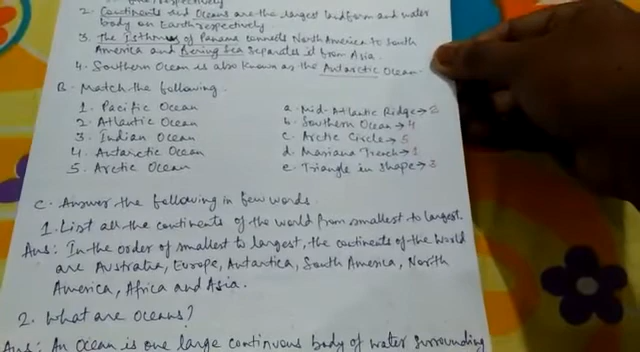 respectively
2. Continents and Oceans are the largest landform and water
body on Earth respectively
3. The Isthmus of Panama connects North America to South
America and Bering Sea separates it from Asia.
4. Southern Ocean is also known as the Antarctic Ocean.
B. Match the following.
1. Pacific Ocean a. Mid-Atlantic Ridge → 2
2. Atlantic Ocean b. Southern Ocean → 4
3. Indian Ocean c. Arctic Circle → 5
4. Antarctic Ocean d. Mariana Trench → 1
5. Arctic Ocean e. Triangle in shape → 3
C. Answer the following in few words.
1. List all the continents of the world from smallest to largest.
Ans: In the order of smallest to largest, the continents of the world
are Australia, Europe, Antarctica, South America, North
America, Africa and Asia.
2. What are oceans?
Ans: An Ocean is one large continuous body of water surrounding